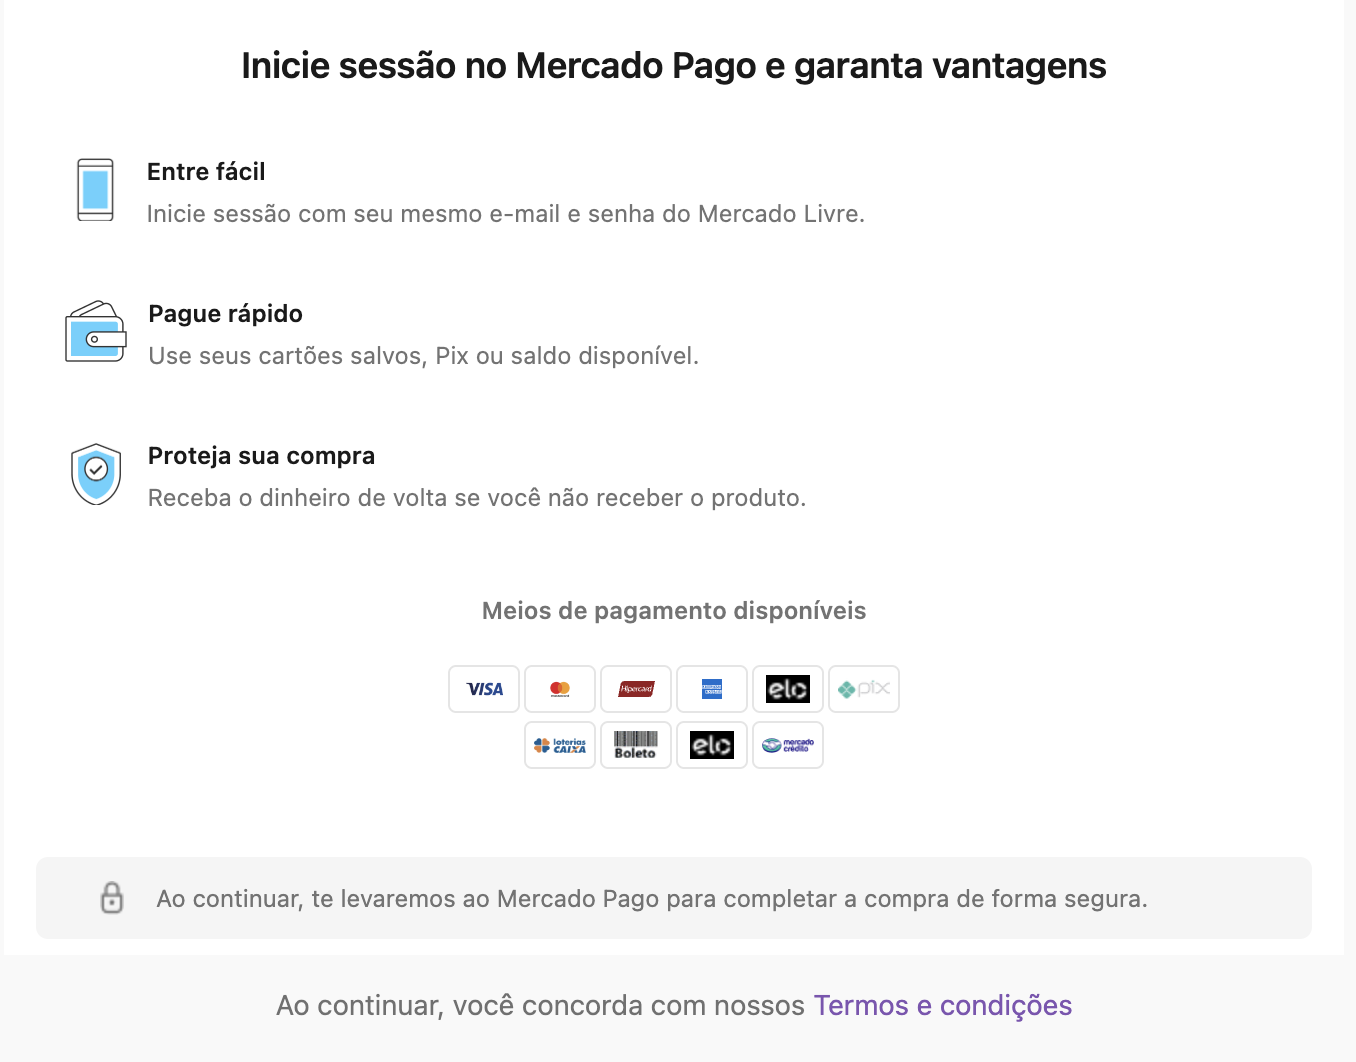 Inicie sessão no Mercado Pago e garanta vantagens
Entre fácil
Inicie sessão com seu mesmo e-mail e senha do Mercado Livre.
Pague rápido
Use seus cartões salvos, Pix ou saldo disponível.
Proteja sua compra
Receba o dinheiro de volta se você não receber o produto.
Meios de pagamento disponíveis
VISA Hipercard elo pix
loterias CAIXA Boleto elo mercado crédito
Ao continuar, te levaremos ao Mercado Pago para completar a compra de forma segura.
Ao continuar, você concorda com nossos Termos e condições